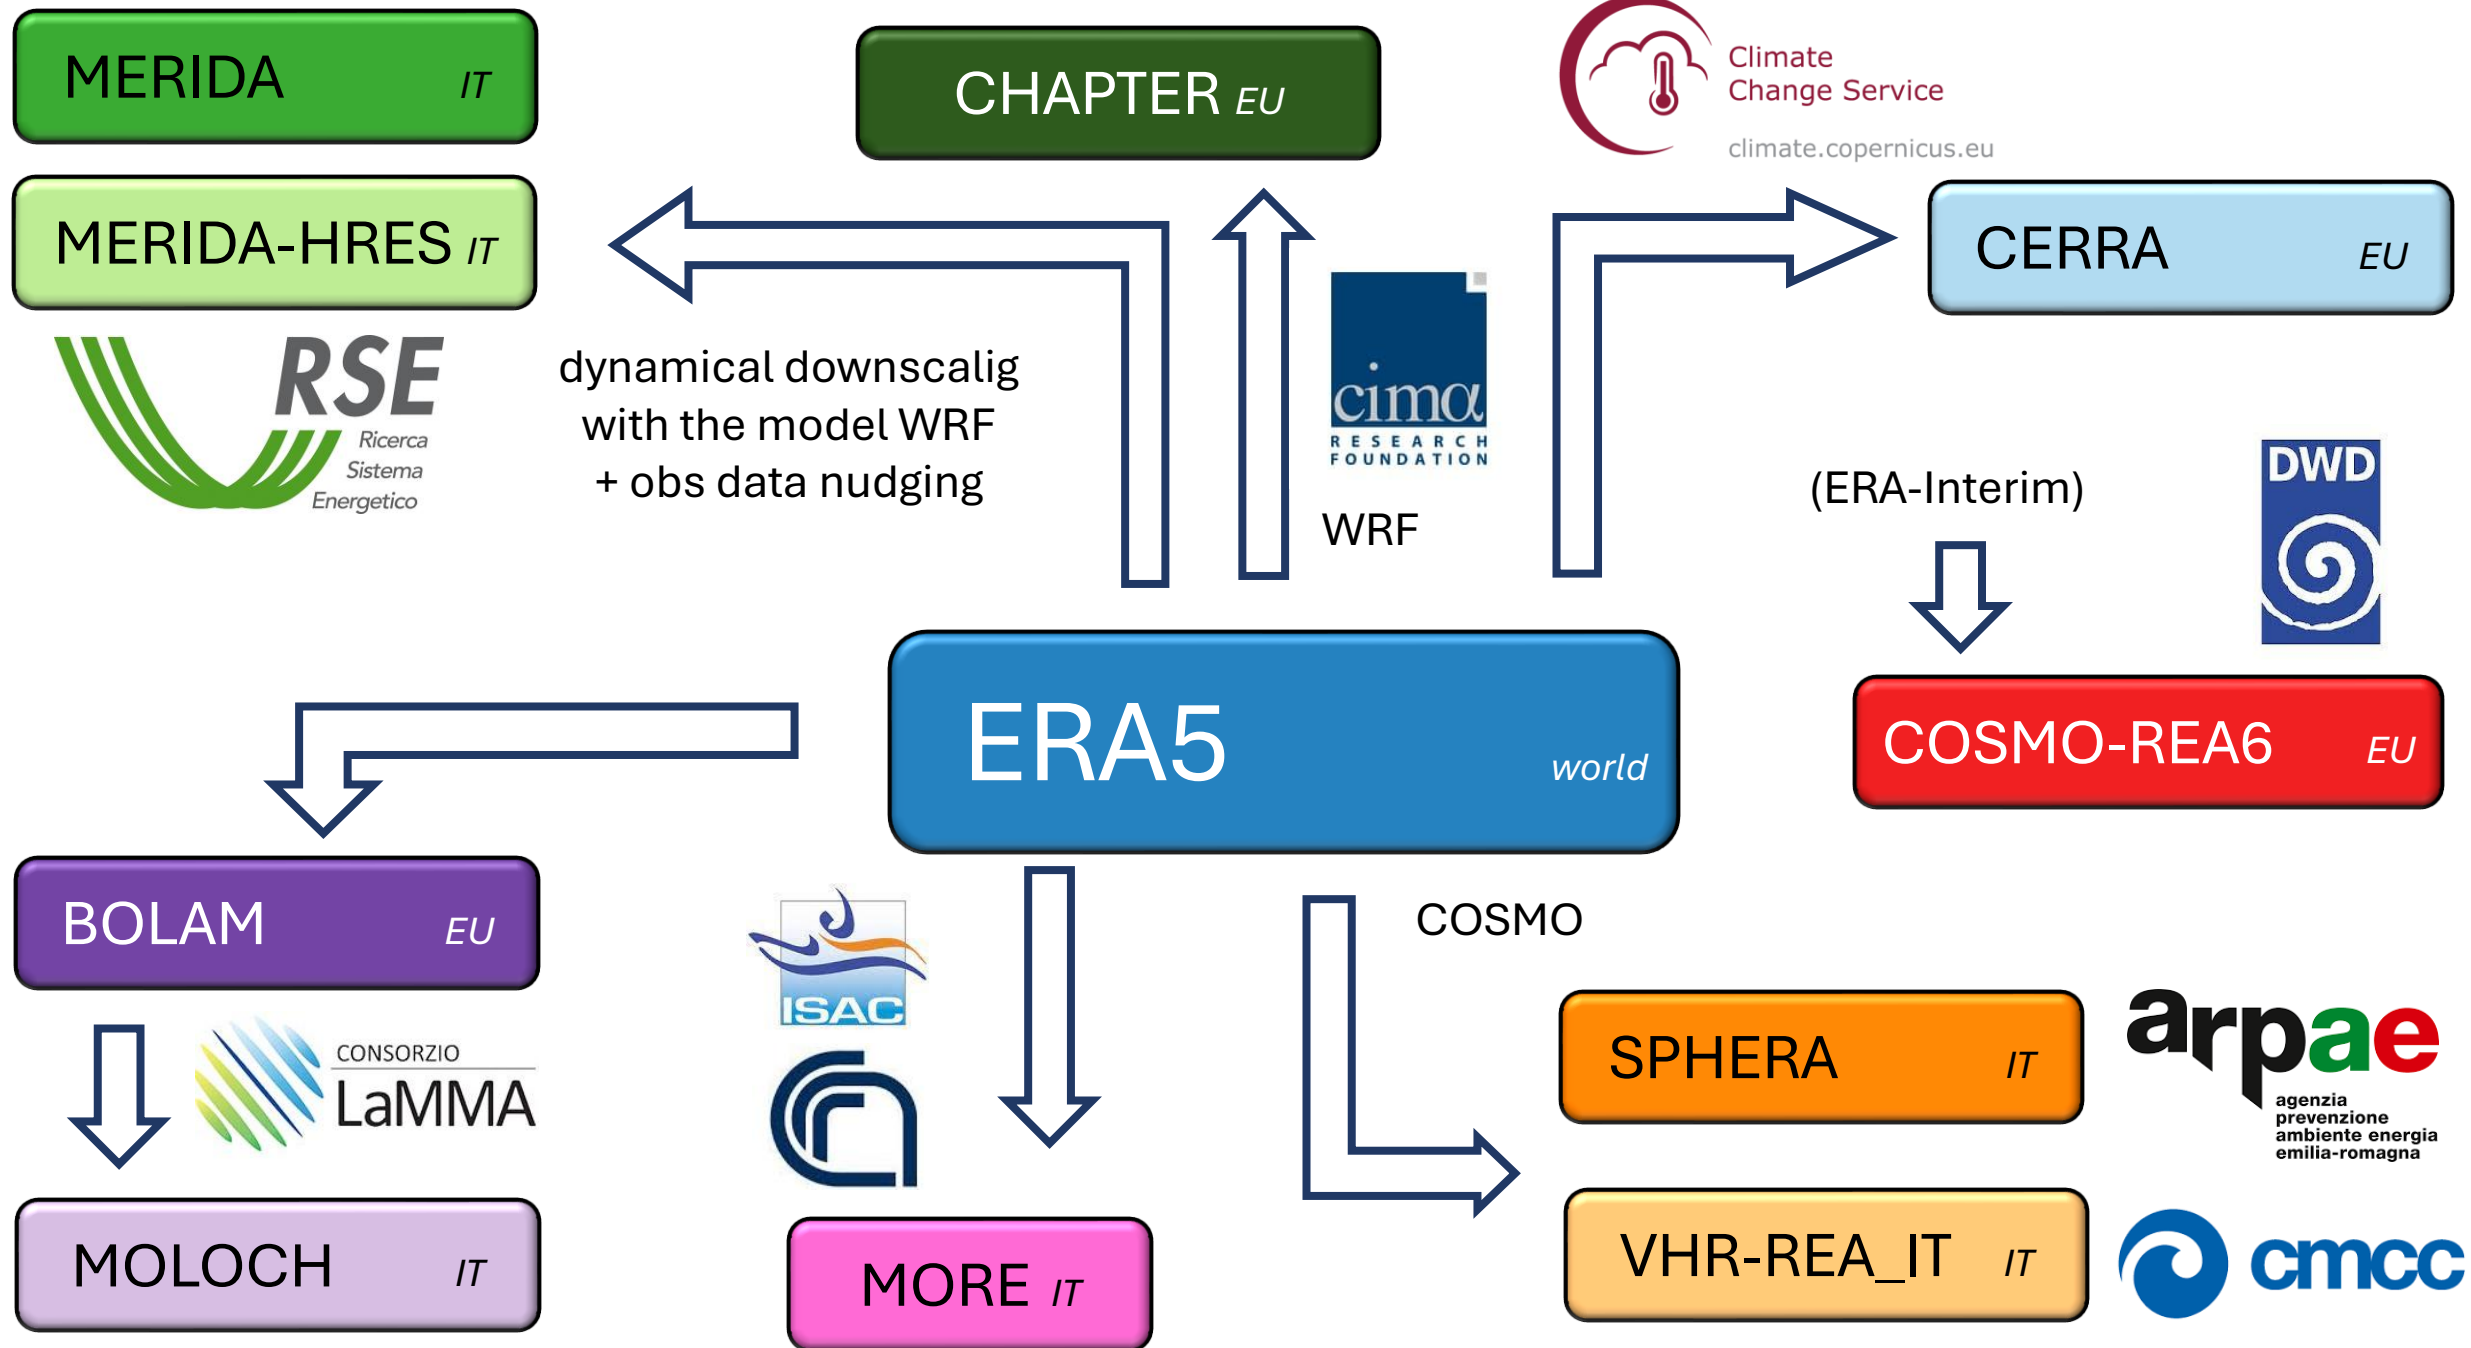 MERIDA IT
CHAPTER EU
Climate
Change Service
climate.copernicus.eu
MERIDA-HRES IT
CERRA EU
RSE
Ricerca
Sistema
Energetico
dynamical downscalig
with the model WRF
+ obs data nudging
cimα
RESEARCH
FOUNDATION
WRF
(ERA-Interim)
DWD
ERA5 world
COSMO-REA6 EU
BOLAM EU
ISAC
COSMO
CONSORZIO
LaMMA
SPHERA IT
arpae
agenzia
prevenzione
ambiente energia
emilia-romagna
MOLOCH IT
MORE IT
VHR-REA_IT IT
cmcc